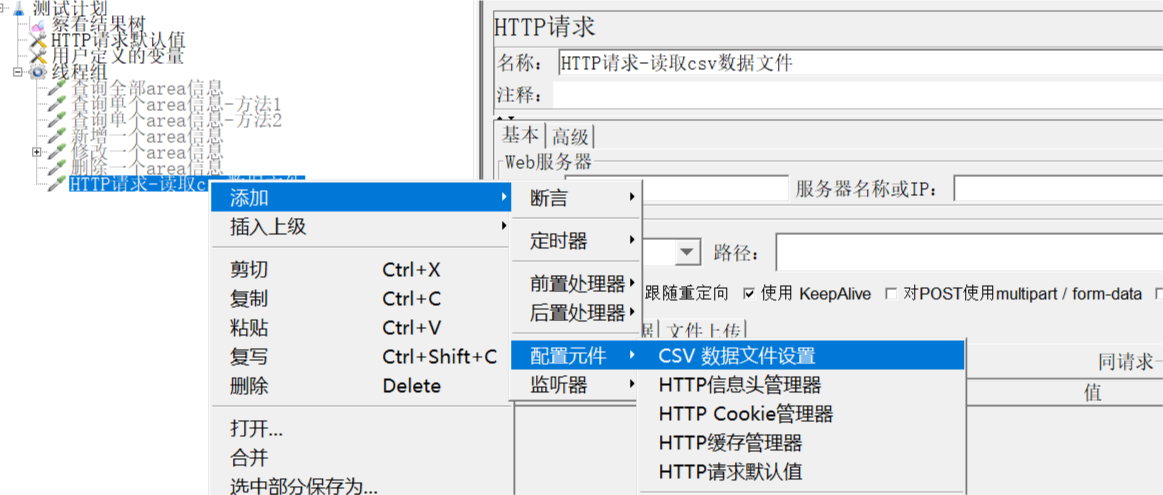 测试计划
察看结果树
HTTP请求默认值
用户定义的变量
线程组
查询全部area信息
查询单个area信息-方法1
查询单个area信息-方法2
新增一个area信息
修改一个area信息
删除一个area信息
HTTP请求-读取c
HTTP请求
名称：
HTTP请求-读取csv数据文件
注释：
基本
高级
Web服务器
服务器名称或IP：
路径：
跟随重定向
使用 KeepAlive
对POST使用multipart / form-data
文件上传
同请求一
值
添加
插入上级
剪切 Ctrl+X
复制 Ctrl+C
粘贴 Ctrl+V
复写 Ctrl+Shift+C
删除 Delete
打开...
合并
选中部分保存为...
断言
定时器
前置处理器
后置处理器
配置元件
监听器
CSV 数据文件设置
HTTP信息头管理器
HTTP Cookie管理器
HTTP缓存管理器
HTTP请求默认值